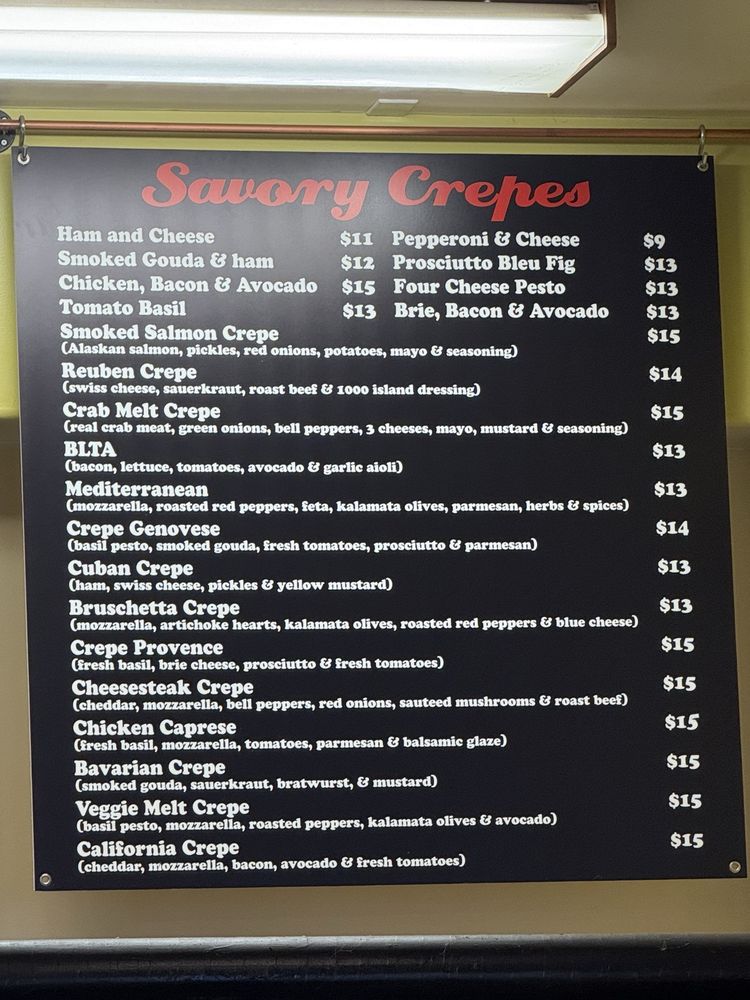 Savory Crepes
Ham and Cheese $11 Pepperoni & Cheese $9
Smoked Gouda & ham $12 Prosciutto Bleu Fig $13
Chicken, Bacon & Avocado $15 Four Cheese Pesto $13
Tomato Basil $13 Brie, Bacon & Avocado $13
Smoked Salmon Crepe $15
(Alaskan salmon, pickles, red onions, potatoes, mayo & seasoning)
Reuben Crepe $14
(swiss cheese, sauerkraut, roast beef & 1000 island dressing)
Crab Melt Crepe $15
(real crab meat, green onions, bell peppers, 3 cheeses, mayo, mustard & seasoning)
BLTA $13
(bacon, lettuce, tomatoes, avocado & garlic aioli)
Mediterranean $13
(mozzarella, roasted red peppers, feta, kalamata olives, parmesan, herbs & spices)
Crepe Genovese $14
(basil pesto, smoked gouda, fresh tomatoes, prosciutto & parmesan)
Cuban Crepe $13
(ham, swiss cheese, pickles & yellow mustard)
Bruschetta Crepe $13
(mozzarella, artichoke hearts, kalamata olives, roasted red peppers & blue cheese)
Crepe Provence $15
(fresh basil, brie cheese, prosciutto & fresh tomatoes)
Cheesesteak Crepe $15
(cheddar, mozzarella, bell peppers, red onions, sauteed mushrooms & roast beef)
Chicken Caprese $15
(fresh basil, mozzarella, tomatoes, parmesan & balsamic glaze)
Bavarian Crepe $15
(smoked gouda, sauerkraut, bratwurst, & mustard)
Veggie Melt Crepe $15
(basil pesto, mozzarella, roasted peppers, kalamata olives & avocado)
California Crepe $15
(cheddar, mozzarella, bacon, avocado & fresh tomatoes)